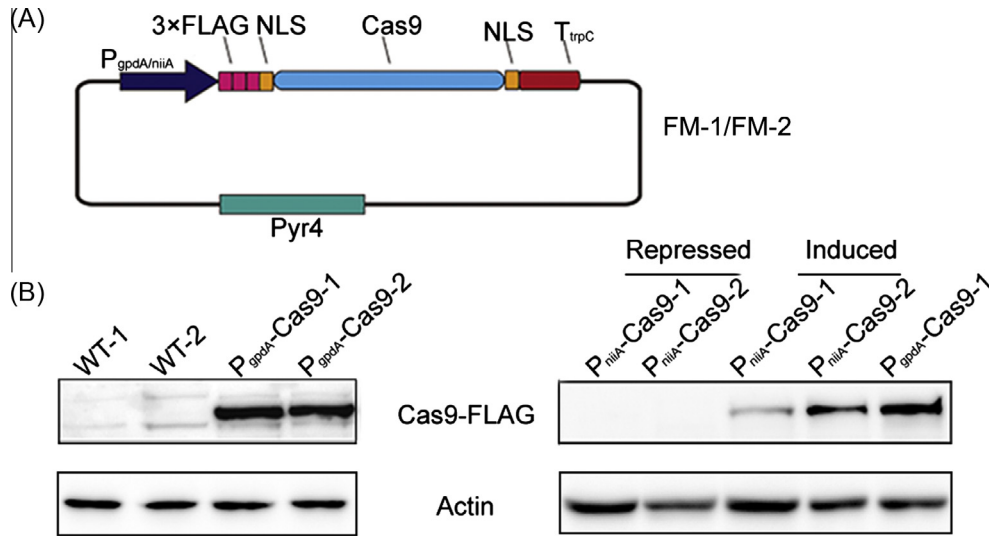 (A)
3×FLAG NLS Cas9 NLS TtrpC
PgpdA/niiA
FM-1/FM-2
Pyr4
(B)
Repressed Induced
WT-1 WT-2 PgpdA-Cas9-1 PgpdA-Cas9-2
PniiA-Cas9-1 PniiA-Cas9-2 PniiA-Cas9-1 PniiA-Cas9-2 PgpdA-Cas9-1
Cas9-FLAG
Actin